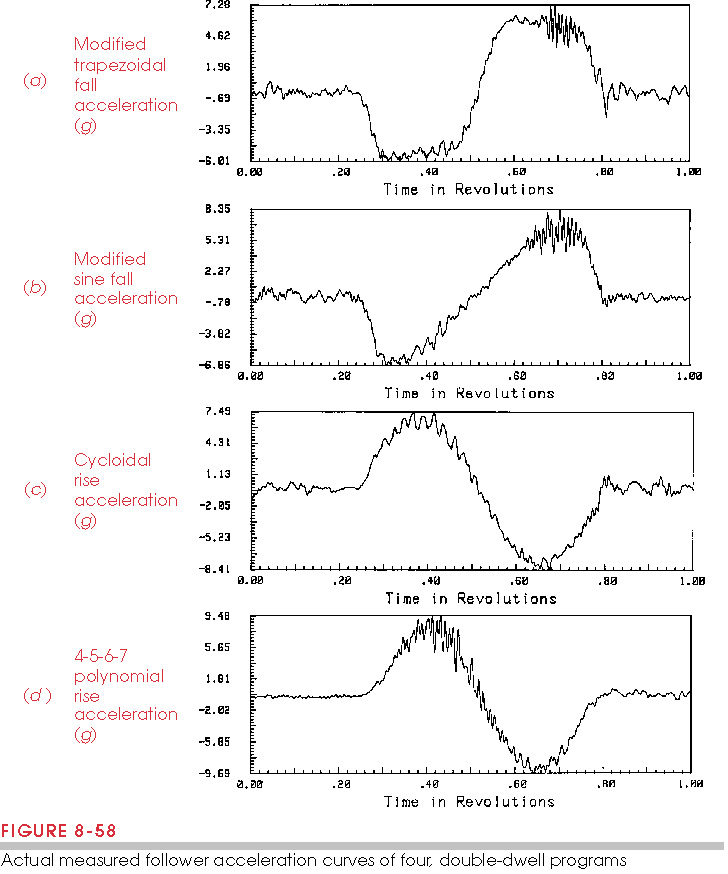 (a)
Modified
trapezoidal
fall
acceleration
(g)
7.28
4.62
1.96
-.69
-3.35
-6.01
0.00 .20 .40 .60 .80 1.00
Time in Revolutions
(b)
Modified
sine fall
acceleration
(g)
8.35
5.31
2.27
-.78
-3.82
-6.86
0.00 .20 .40 .60 .80 1.00
Time in Revolutions
(c)
Cycloidal
rise
acceleration
(g)
7.49
4.31
1.13
-2.05
-5.23
-8.41
0.00 .20 .40 .60 .80 1.00
Time in Revolutions
(d)
4-5-6-7
polynomial
rise
acceleration
(g)
9.48
5.65
1.81
-2.02
-5.85
-9.69
0.00 .20 .40 .60 .80 1.00
Time in Revolutions
FIGURE 8-58
Actual measured follower acceleration curves of four, double-dwell programs